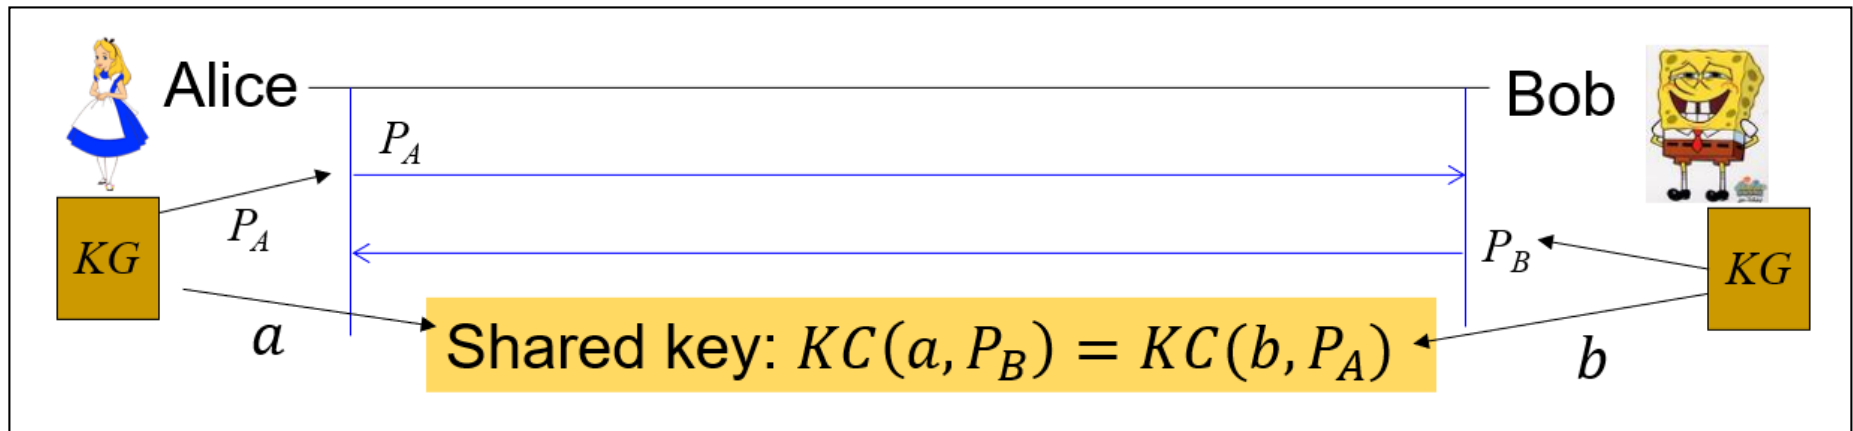 Alice
Bob
P_A
P_A
P_B
KG
KG
a
Shared key: KC(a, P_B) = KC(b, P_A)
b